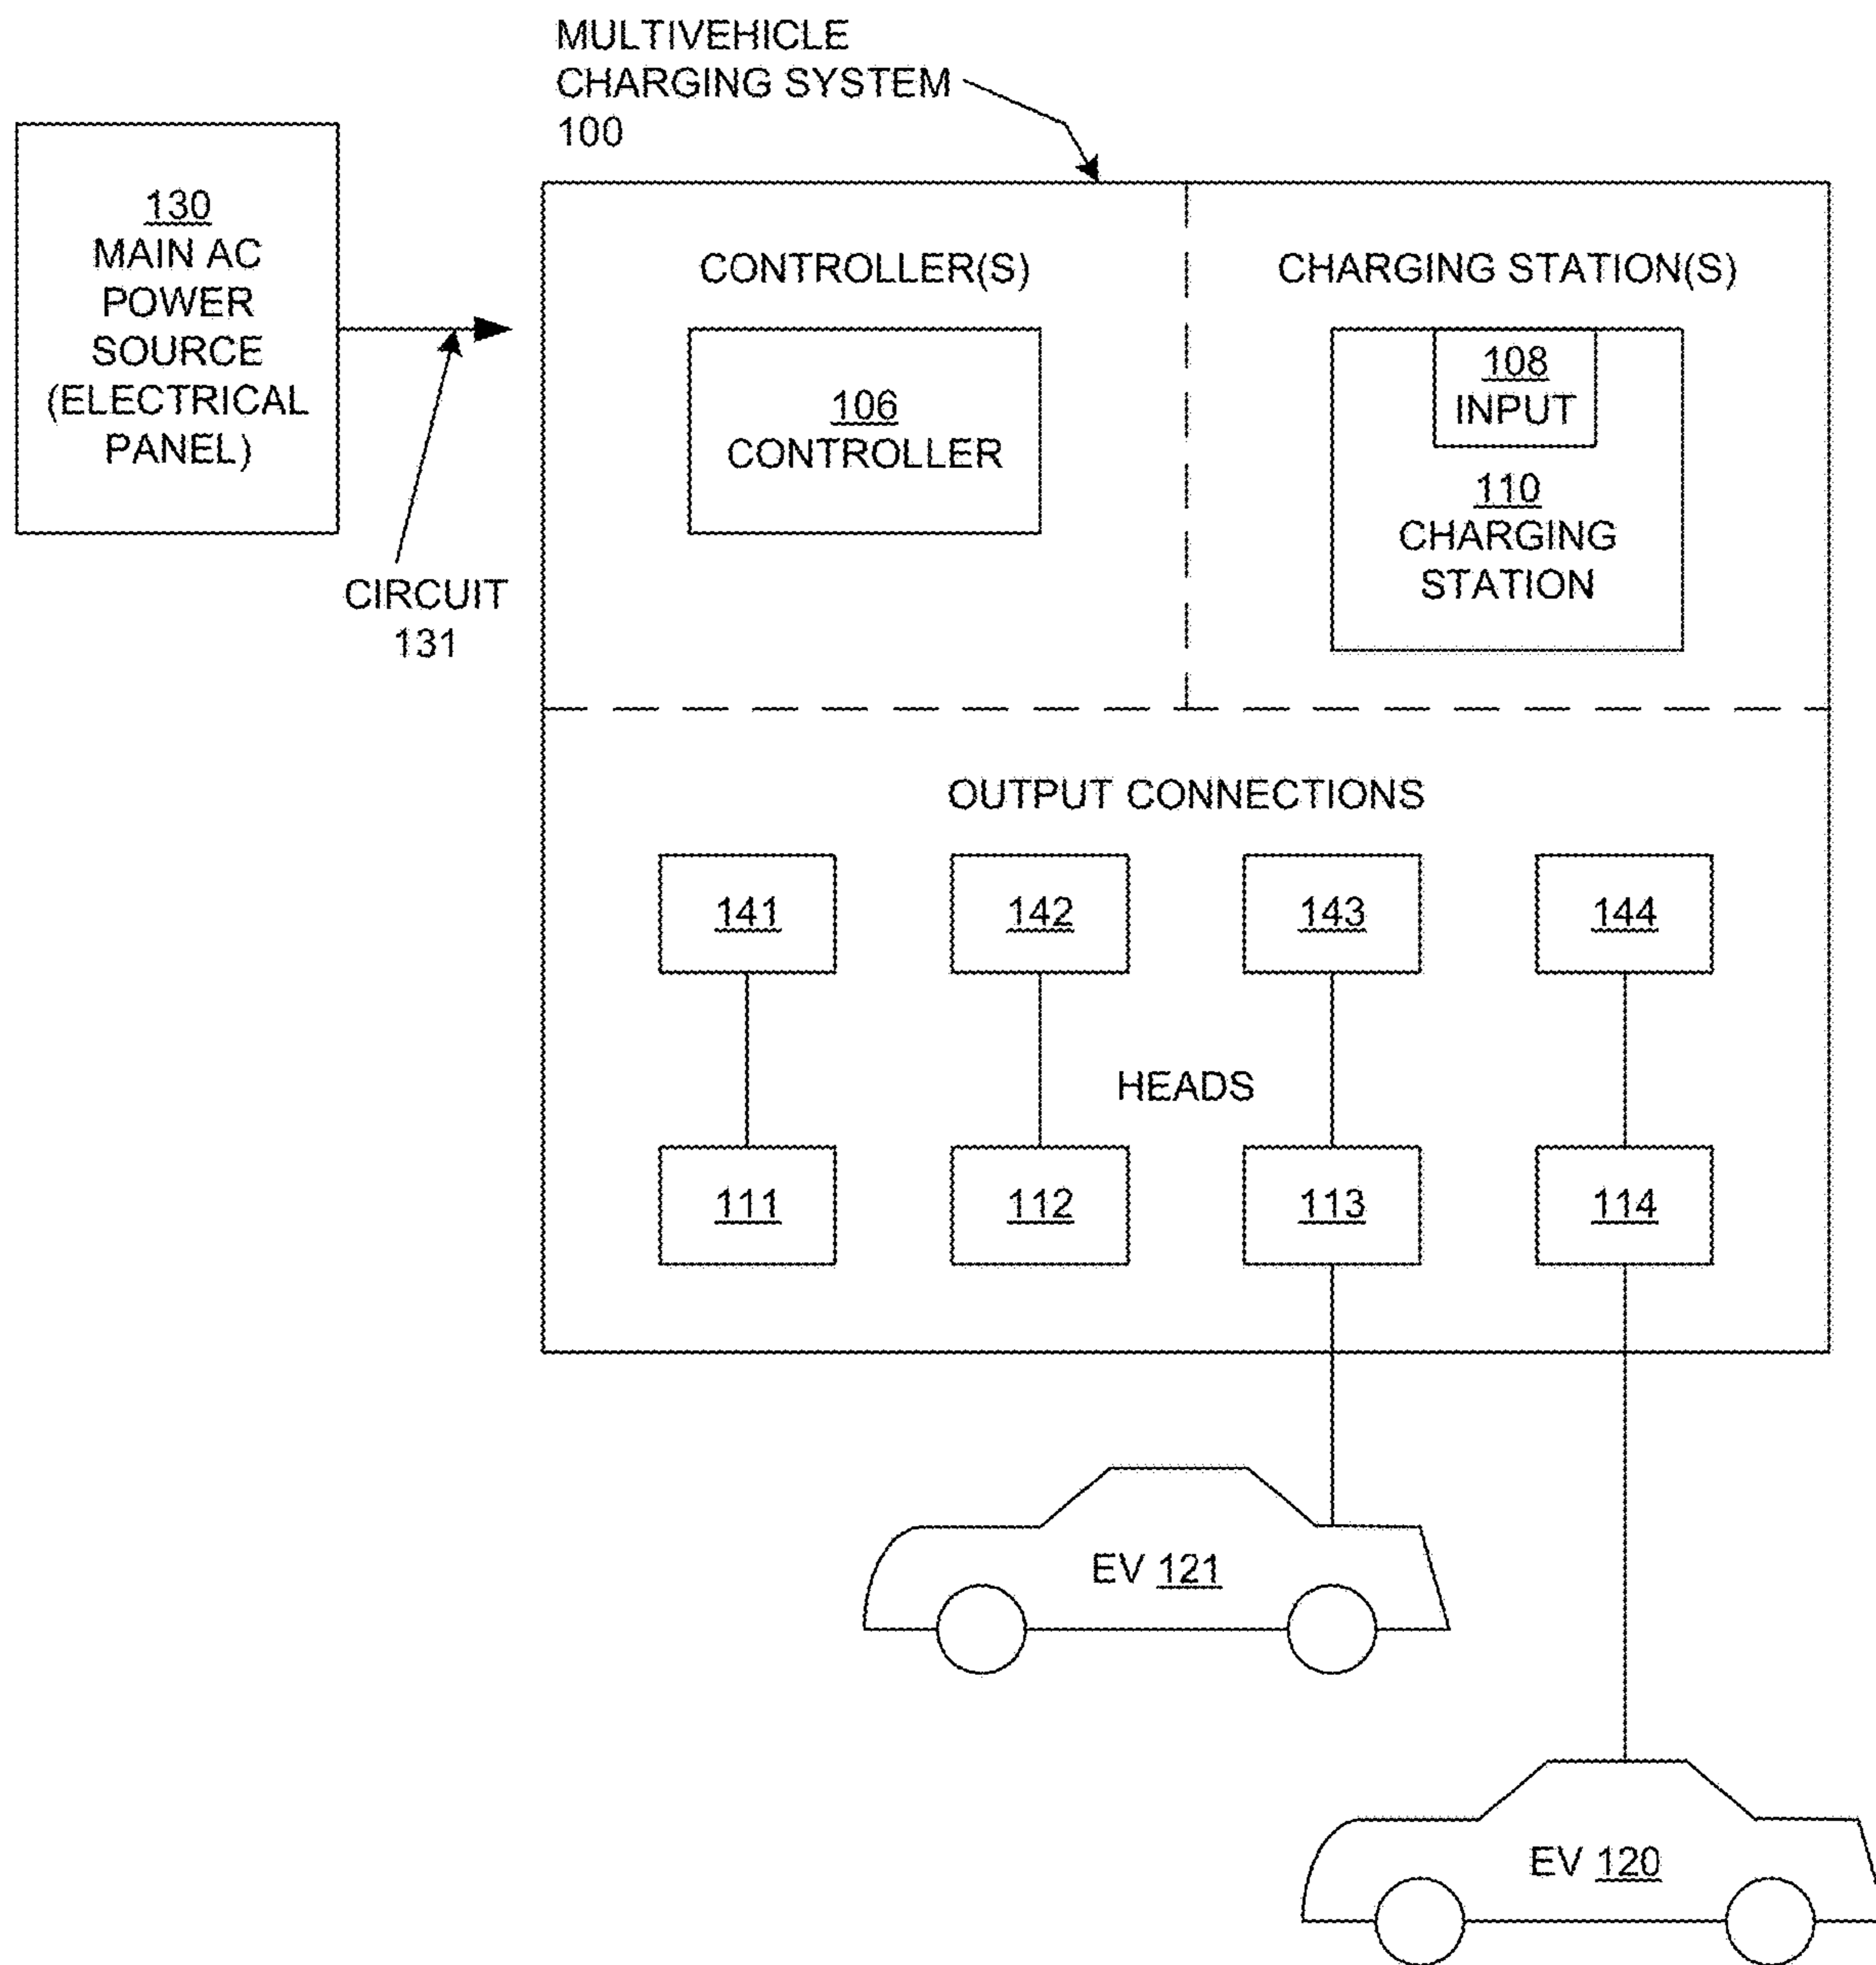 MULTIVEHICLE
CHARGING SYSTEM
100
130
MAIN AC
POWER
SOURCE
(ELECTRICAL
PANEL)
CIRCUIT
131
CONTROLLER(S)
106
CONTROLLER
CHARGING STATION(S)
108
INPUT
110
CHARGING
STATION
OUTPUT CONNECTIONS
141 142 143 144
HEADS
111 112 113 114
EV 121
EV 120